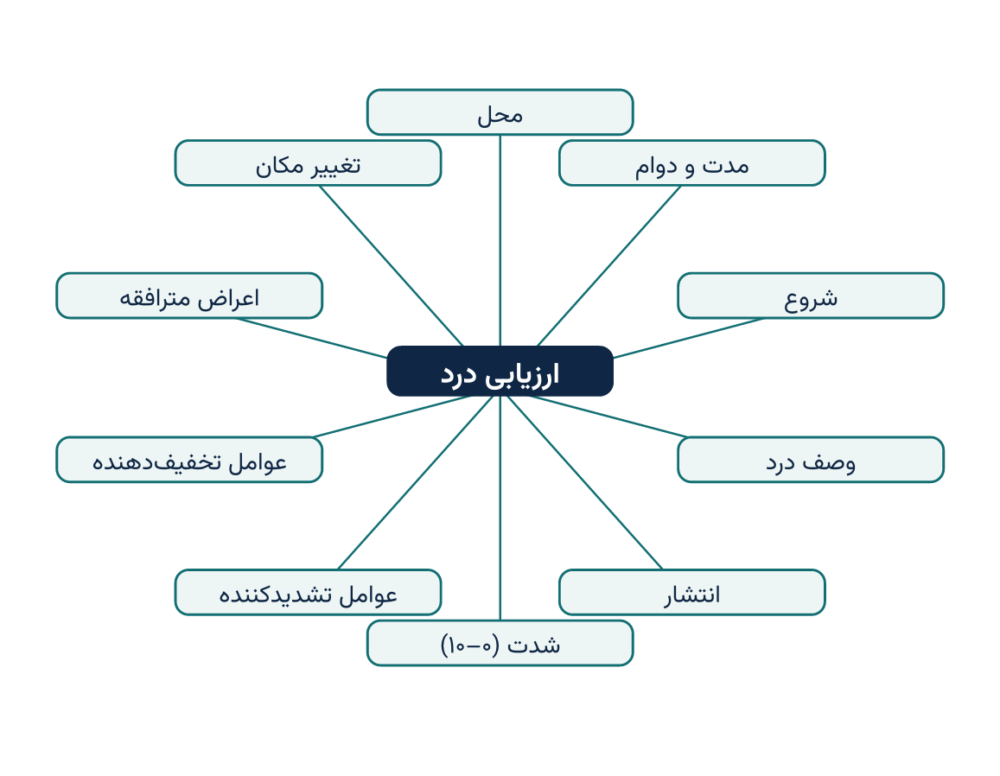 محل
تغییر مکان
مدت و دوام
اعراض مترافقه
شروع
ارزیابی درد
عوامل تخفیف‌دهنده
وصف درد
عوامل تشدیدکننده
انتشار
شدت (۰–۱۰)